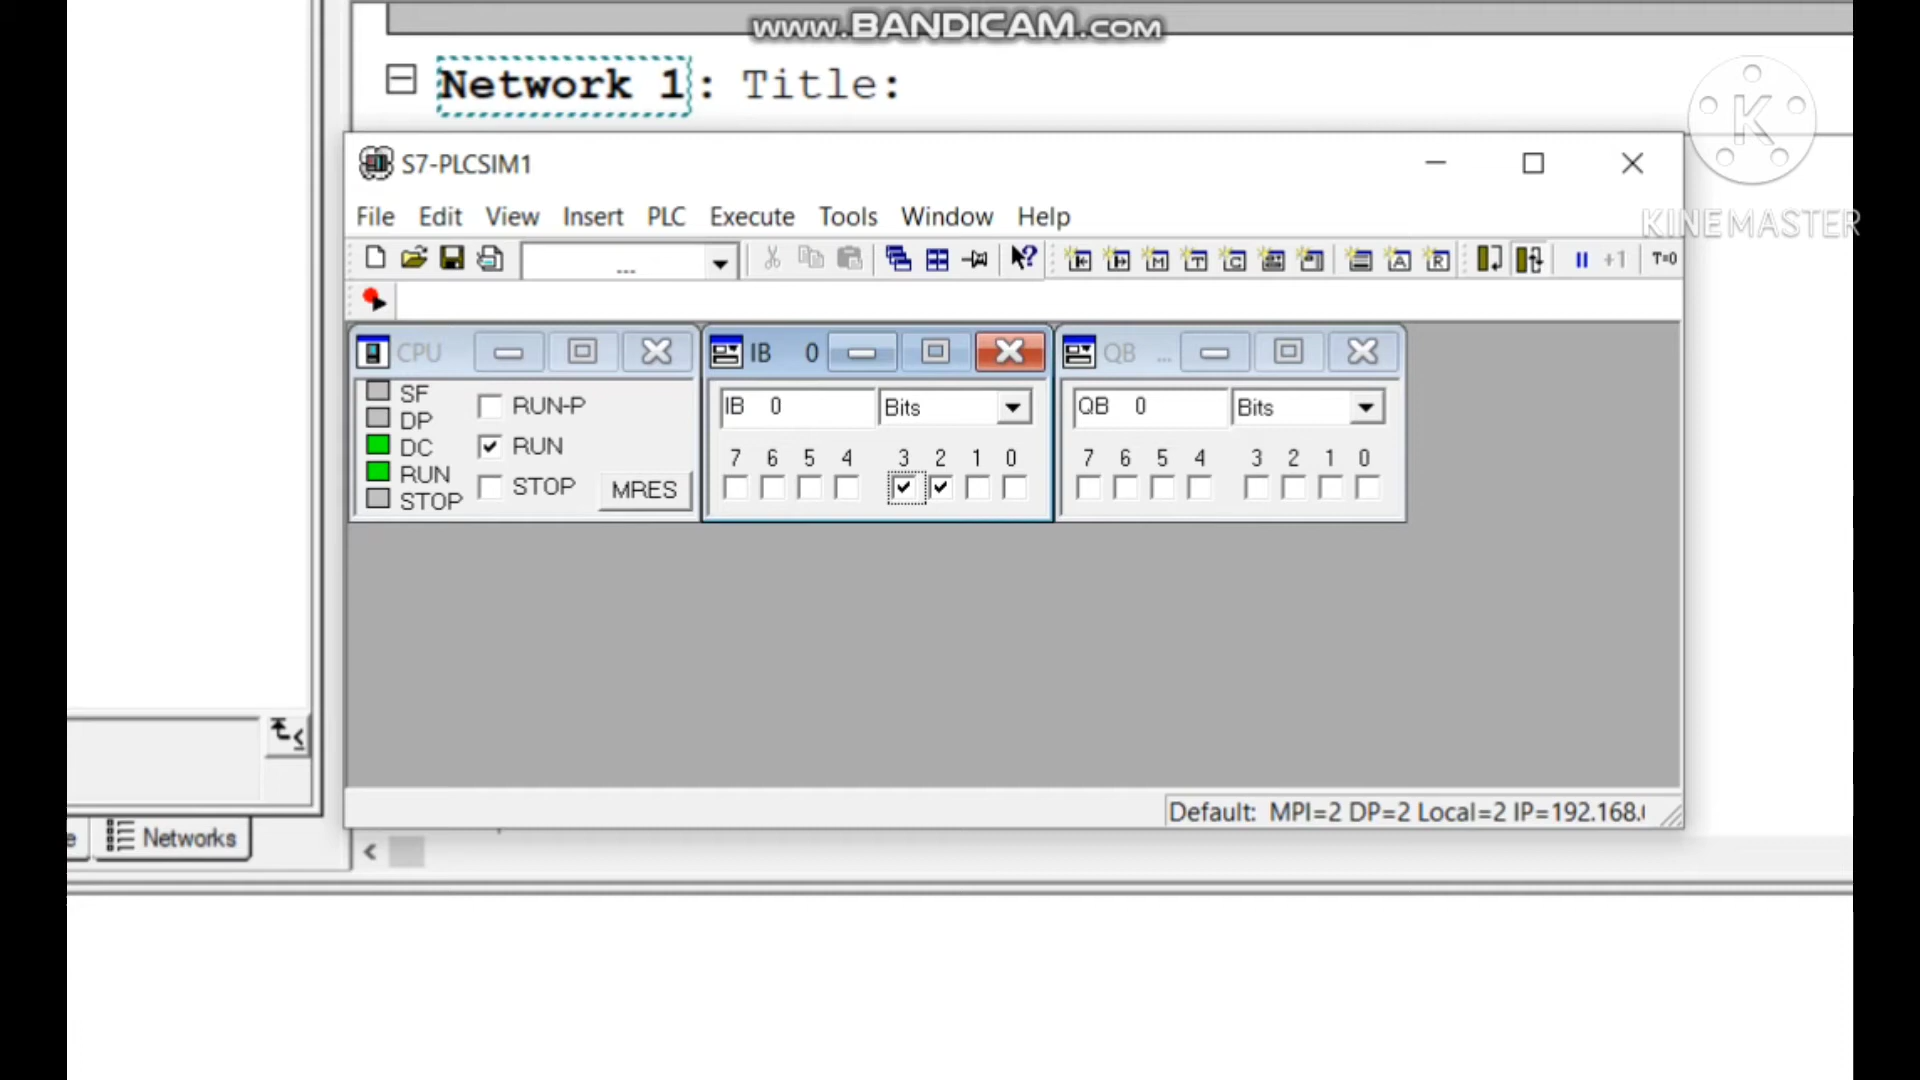 www.BANDICAM.com
Network 1: Title:
K
KINEMASTER
S7-PLCSIM1
File Edit View Insert PLC Execute Tools Window Help
... +1 T=0
CPU IB 0 QB ...
SF
DP
DC
RUN
STOP
RUN-P
RUN
STOP
MRES
IB 0 Bits
7 6 5 4 3 2 1 0
QB 0 Bits
7 6 5 4 3 2 1 0
Default: MPI=2 DP=2 Local=2 IP=192.168.
e Networks